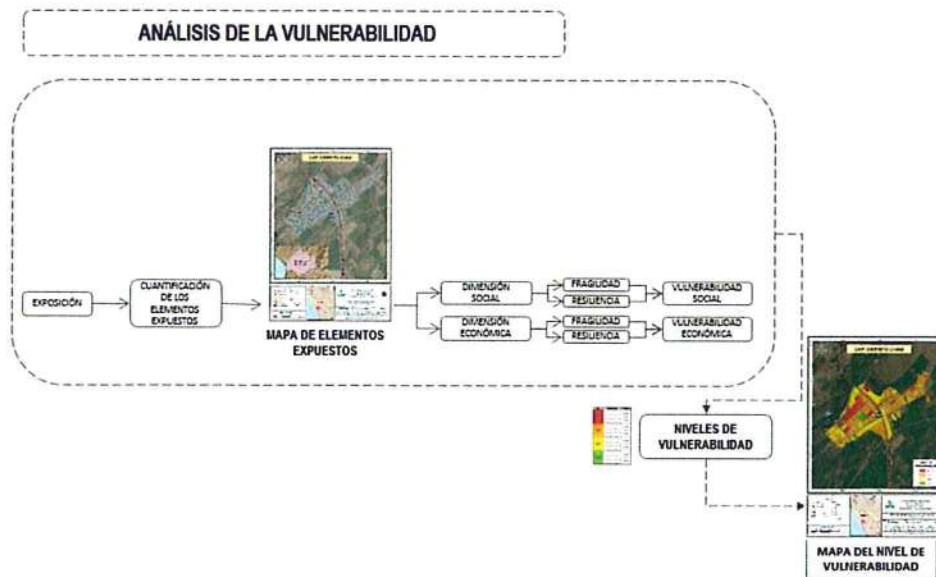 ANÁLISIS DE LA VULNERABILIDAD
EXPOSICIÓN
CUANTIFICACIÓN
DE LOS
ELEMENTOS
EXPUESTOS
MAPA DE ELEMENTOS
EXPUESTOS
DIMENSIÓN
SOCIAL
FRAGILIDAD
RESILIENCIA
VULNERABILIDAD
SOCIAL
DIMENSIÓN
ECONÓMICA
FRAGILIDAD
RESILIENCIA
VULNERABILIDAD
ECONÓMICA
NIVELES DE
VULNERABILIDAD
MAPA DEL NIVEL DE
VULNERABILIDAD